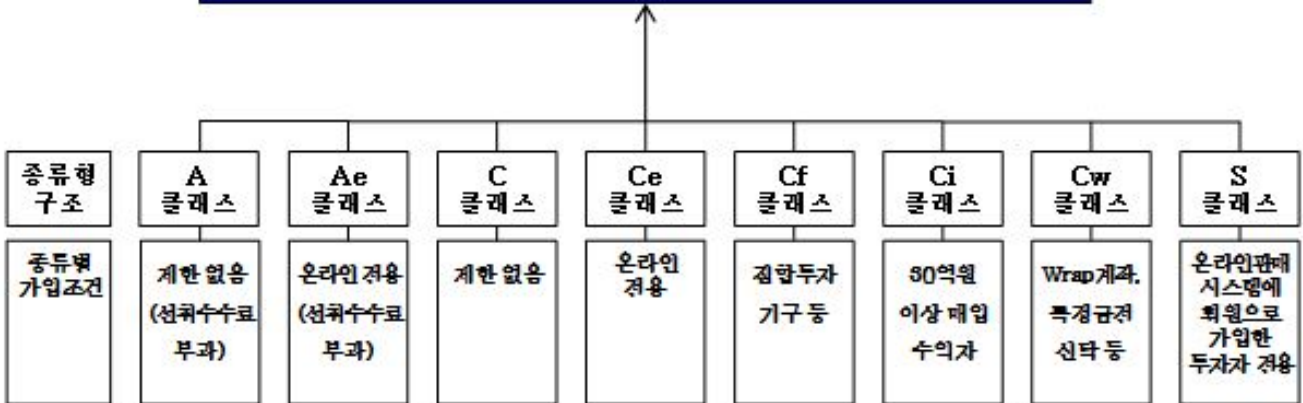 종류형
구조
A
클래스
Ae
클래스
C
클래스
Ce
클래스
Cf
클래스
Ci
클래스
Cw
클래스
S
클래스
종류별
가입조건
제한 없음
(선취수수료
부과)
온라인 전용
(선취수수료
부과)
제한 없음
온라인
전용
집합투자
기구 등
30억원
이상 매입
수익자
Wrap계좌,
특정금전
신탁 등
온라인판매
시스템에
회원으로
가입한
투자자 전용